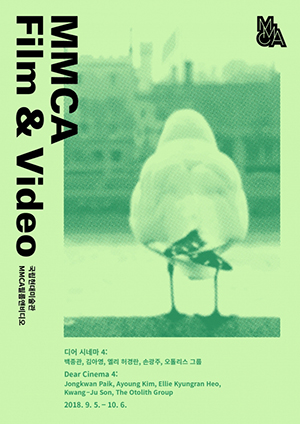 MMCA
MMCA
Film & Video
국립현대미술관
MMCA필름앤비디오
디어 시네마 4:
백종관, 김아영, 엘리 허경란, 손광주, 오톨리스 그룹
Dear Cinema 4:
Jongkwan Paik, Ayoung Kim, Ellie Kyungran Heo,
Kwang-Ju Son, The Otolith Group
2018. 9. 5. – 10. 6.